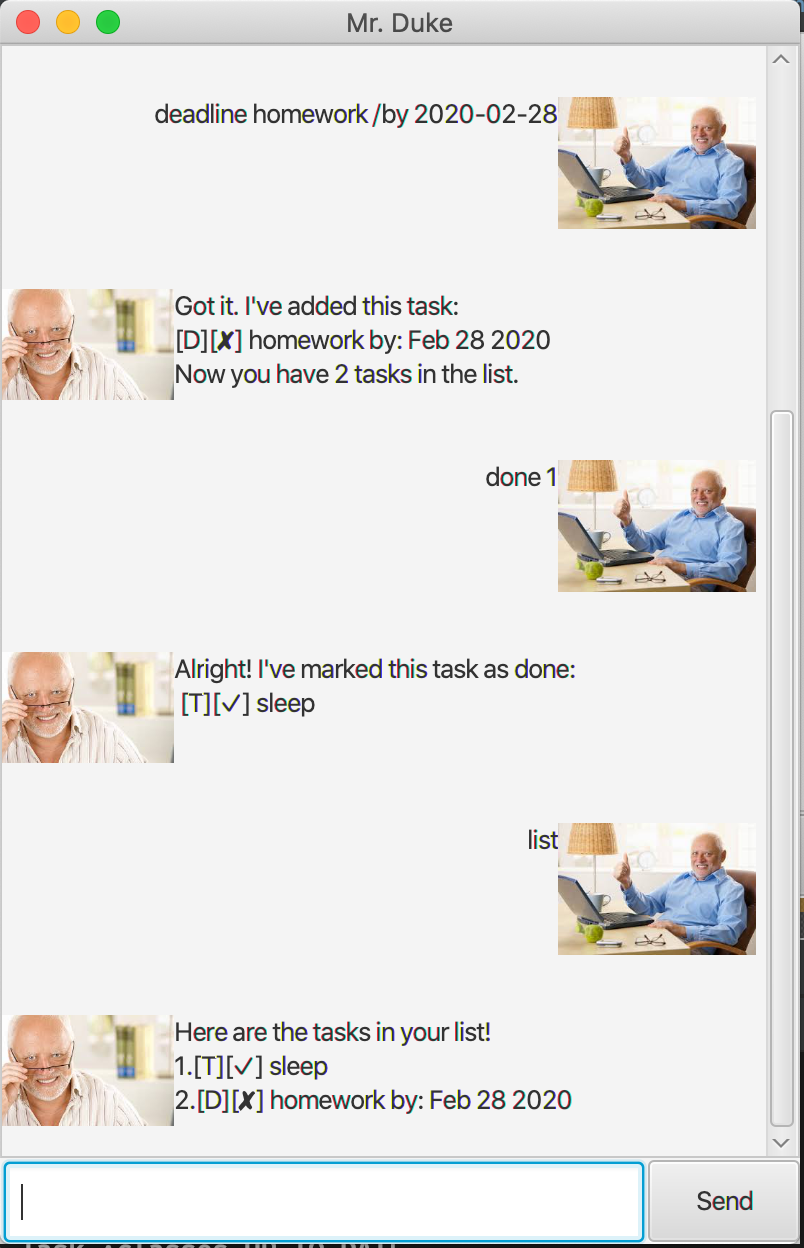 Mr. Duke
deadline homework /by 2020-02-28
Got it. I've added this task:
[D][✘] homework by: Feb 28 2020
Now you have 2 tasks in the list.
done 1
Alright! I've marked this task as done:
[T][✓] sleep
list
Here are the tasks in your list!
1.[T][✓] sleep
2.[D][✘] homework by: Feb 28 2020
Send